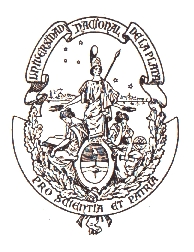 UNIVERSIDAD NACIONAL DE LA PLATA
PRO SCIENTIA ET PATRIA